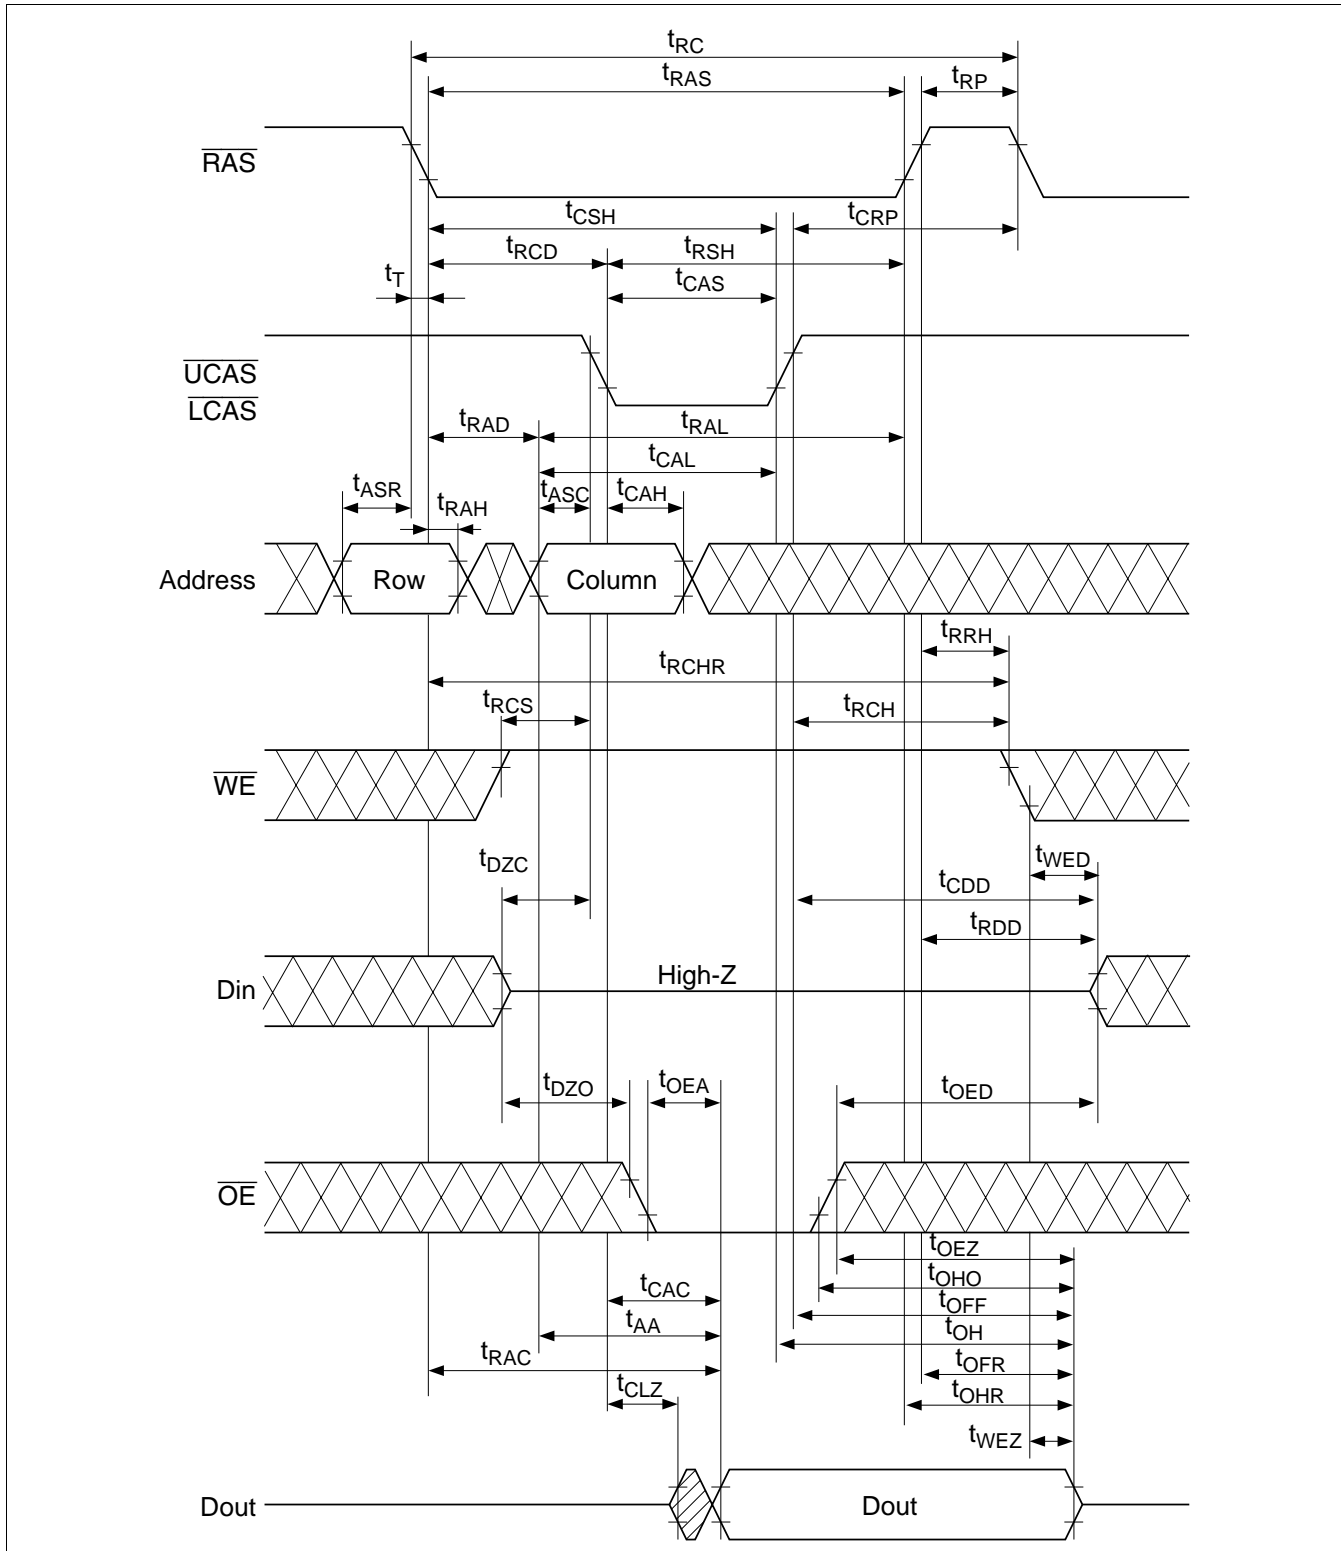 tRC
tRAS
tRP
RAS
tCSH
tCRP
tRCD
tRSH
tT
tCAS
UCAS
LCAS
tRAD
tRAL
tCAL
tASR
tRAH
tASC
tCAH
Address
Row
Column
tRRH
tRCHR
tRCS
tRCH
WE
tDZC
tWED
tCDD
tRDD
Din
High-Z
tDZO
tOEA
tOED
OE
tOEZ
tOHO
tCAC
tOFF
tAA
tOH
tRAC
tOFR
tCLZ
tOHR
tWEZ
Dout
Dout